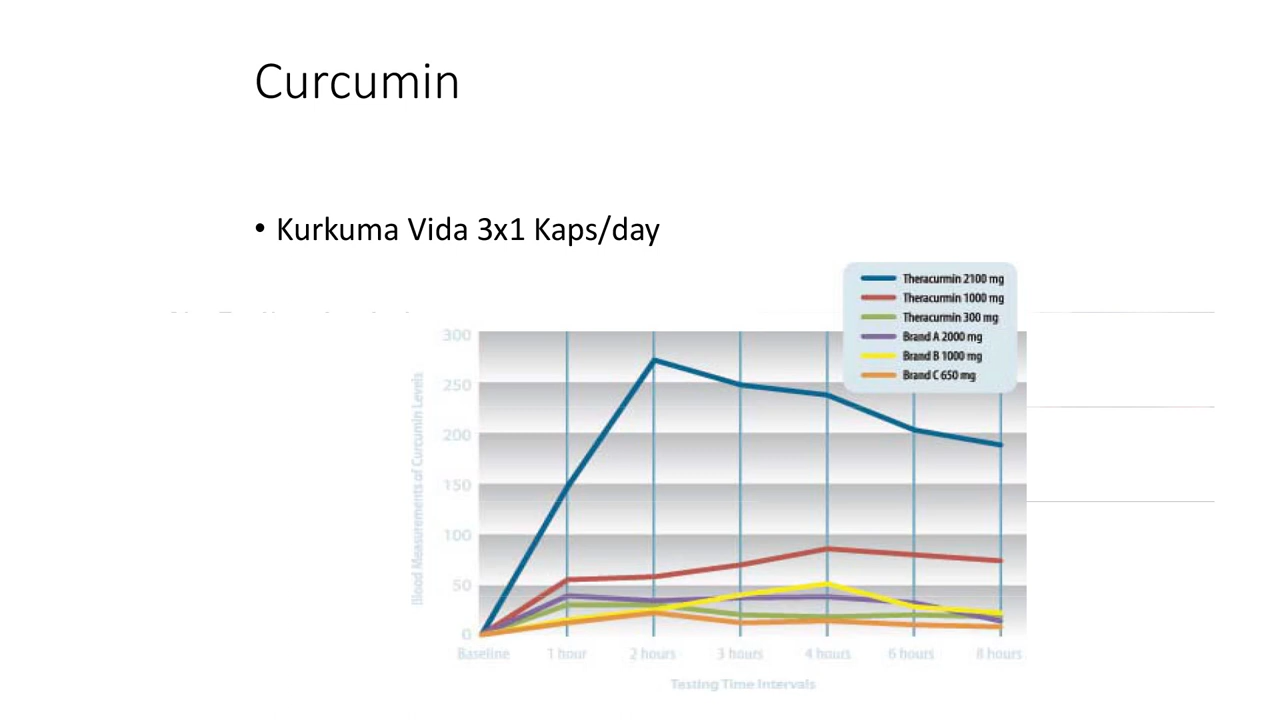 Curcumin
• Kurkuma Vida 3x1 Kaps/day
Theracurmin 2100 mg
Theracurmin 1000 mg
Theracurmin 300 mg
Brand A 2000 mg
Brand B 1000 mg
Brand C 650 mg
300
250
200
150
100
50
0
Blood Measurements of Curcumin Levels
Baseline 1 hour 2 hours 3 hours 4 hours 6 hours 8 hours
Testing Time Intervals